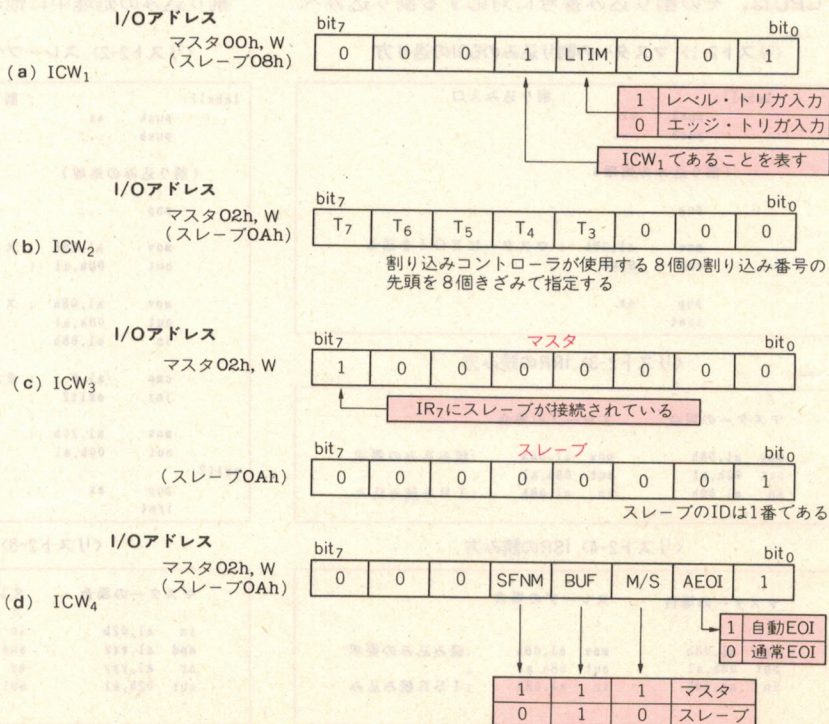 I/Oアドレス
マスタ00h, W
(スレーブ08h)
(a) ICW1
bit7 bit0
0 0 0 1 LTIM 0 0 1
1 レベル・トリガ入力
0 エッジ・トリガ入力
ICW1であることを表す
I/Oアドレス
マスタ02h, W
(スレーブ0Ah)
(b) ICW2
bit7 bit0
T7 T6 T5 T4 T3 0 0 0
割り込みコントローラが使用する8個の割り込み番号の
先頭を8個きざみで指定する
I/Oアドレス
マスタ02h, W
(c) ICW3
bit7 マスタ bit0
1 0 0 0 0 0 0 0
IR7にスレーブが接続されている
(スレーブ0Ah)
bit7 スレーブ bit0
0 0 0 0 0 0 0 1
スレーブのIDは1番である
I/Oアドレス
マスタ02h, W
(スレーブ0Ah)
(d) ICW4
bit7 bit0
0 0 0 SFNM BUF M/S AEOI 1
1 自動EOI
0 通常EOI
1 1 1 マスタ
0 1 0 スレーブ